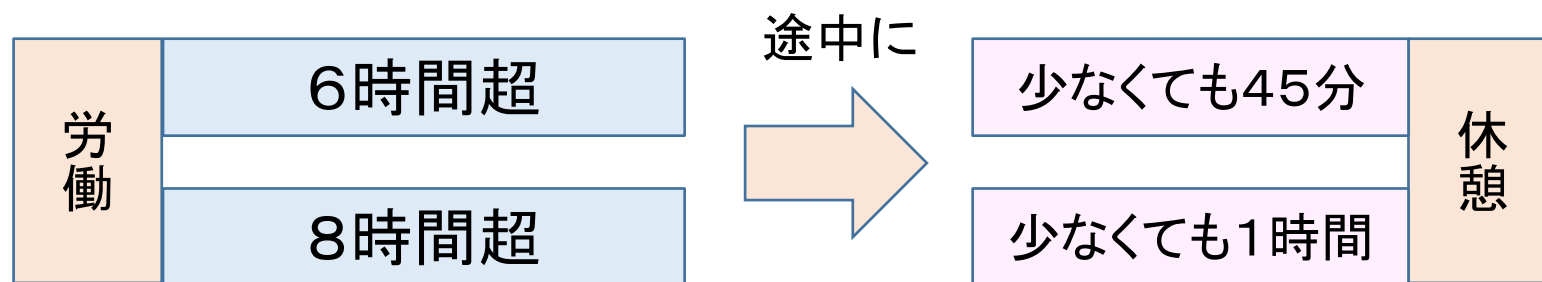 途中に
労働
６時間超
少なくても４５分
休憩
８時間超
少なくても１時間